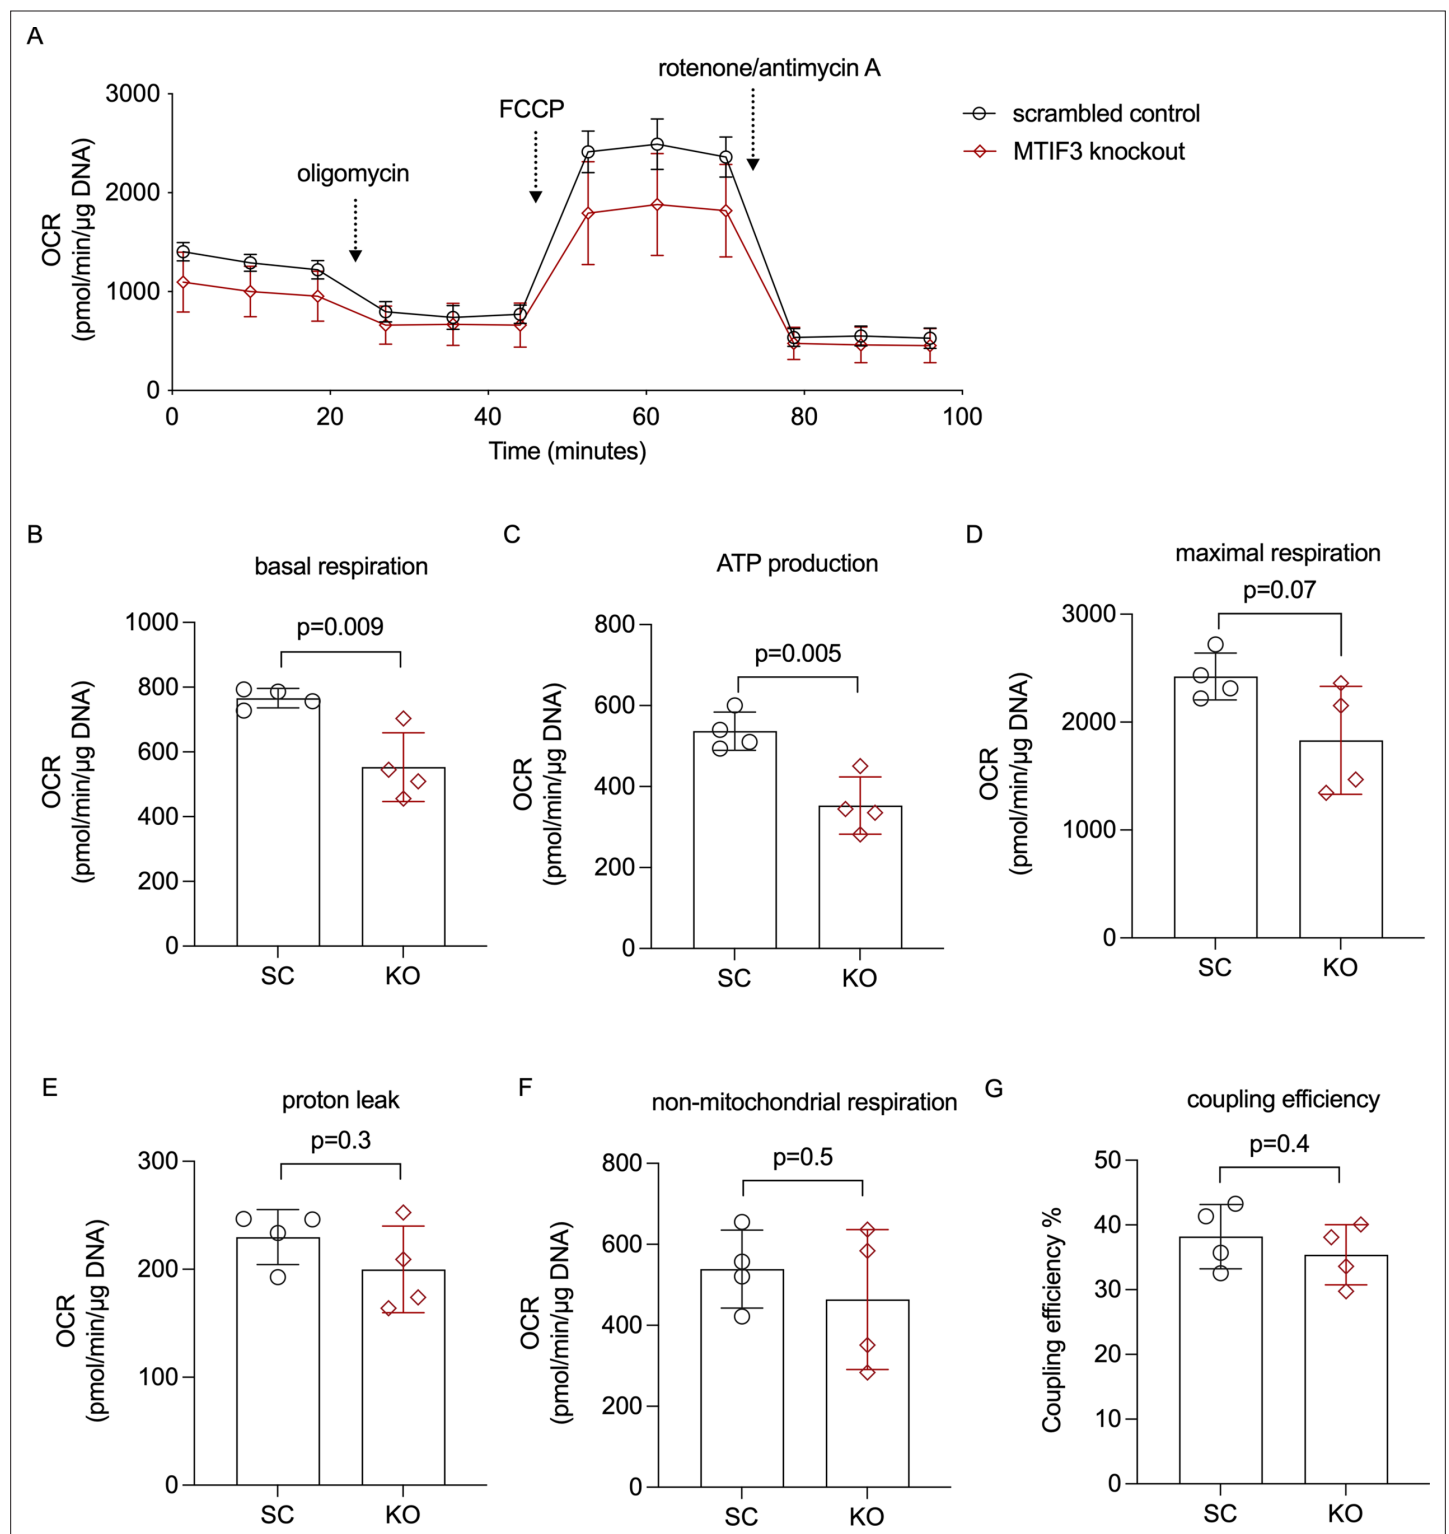 A
rotenone/antimycin A
FCCP
oligomycin
scrambled control
MTIF3 knockout
OCR
(pmol/min/µg DNA)
3000
2000
1000
0
0 20 40 60 80 100
Time (minutes)
B
basal respiration
p=0.009
OCR
(pmol/min/µg DNA)
1000
800
600
400
200
0
SC KO
C
ATP production
p=0.005
OCR
(pmol/min/µg DNA)
800
600
400
200
0
SC KO
D
maximal respiration
p=0.07
OCR
(pmol/min/µg DNA)
3000
2000
1000
0
SC KO
E
proton leak
p=0.3
OCR
(pmol/min/µg DNA)
300
200
100
0
SC KO
F
non-mitochondrial respiration
p=0.5
OCR
(pmol/min/µg DNA)
800
600
400
200
0
SC KO
G
coupling efficiency
p=0.4
Coupling efficiency %
50
40
30
20
10
0
SC KO